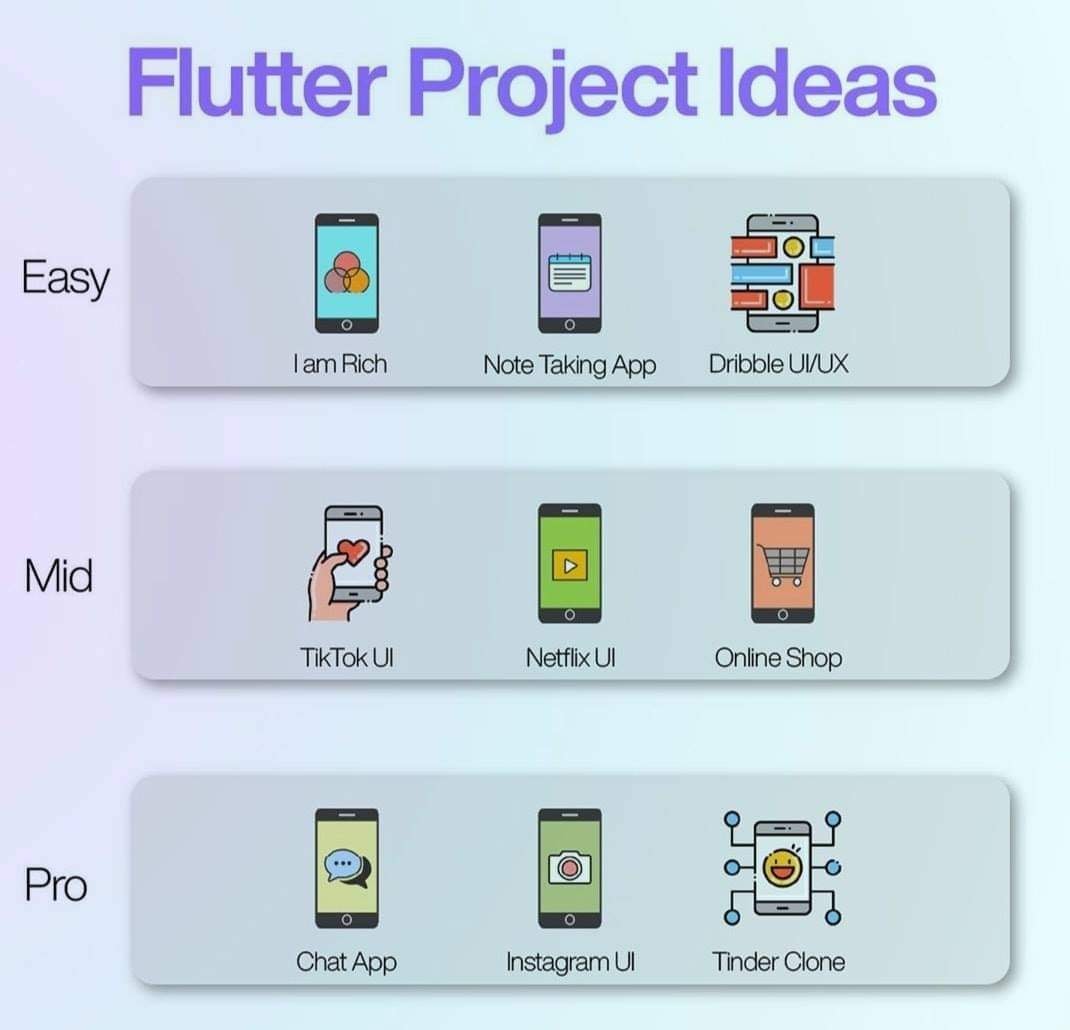 Flutter Project Ideas
Easy
I am Rich
Note Taking App
Dribble UI/UX
Mid
TikTok UI
Netflix UI
Online Shop
Pro
Chat App
Instagram UI
Tinder Clone